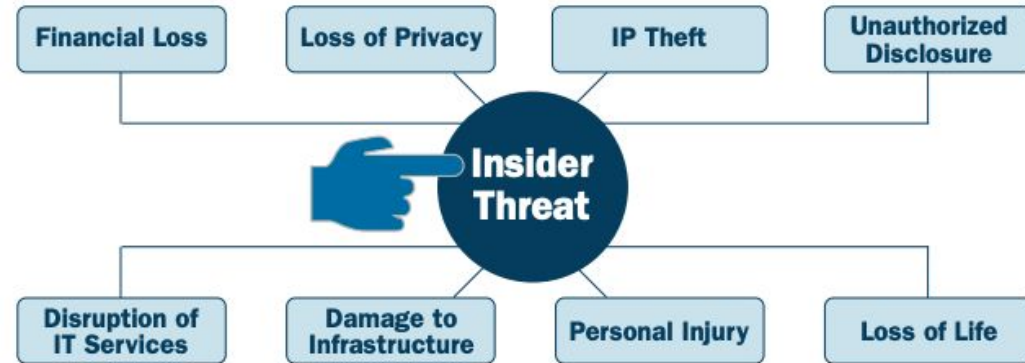 Financial Loss
Loss of Privacy
IP Theft
Unauthorized
Disclosure
Insider
Threat
Disruption of
IT Services
Damage to
Infrastructure
Personal Injury
Loss of Life